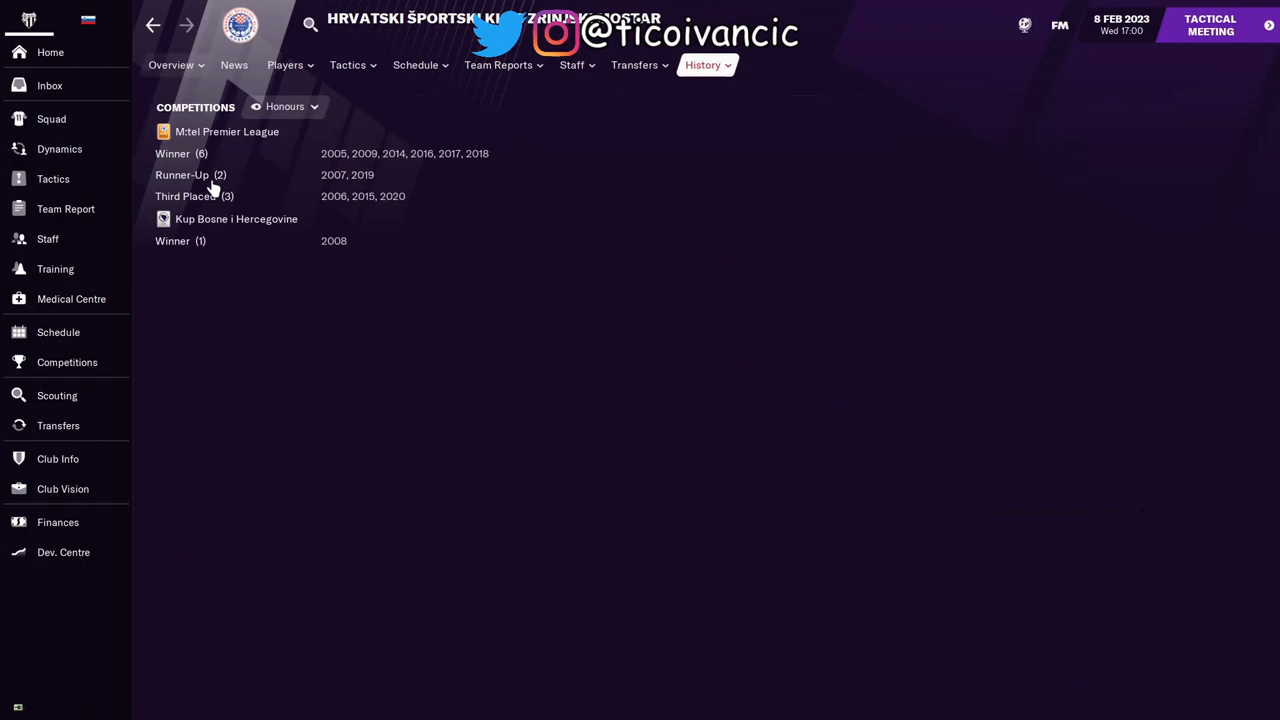 HRVATSKI ŠPORTSKI
@ticoivancic
8 FEB 2023
Wed 17:00
TACTICAL
MEETING
FM
Home
Inbox
Squad
Dynamics
Tactics
Team Report
Staff
Training
Medical Centre
Schedule
Competitions
Scouting
Transfers
Club Info
Club Vision
Finances
Dev. Centre
Overview News Players Tactics Schedule Team Reports Staff Transfers History
COMPETITIONS Honours
M:tel Premier League
Winner (6) 2005, 2009, 2014, 2016, 2017, 2018
Runner-Up (2) 2007, 2019
Third Placed (3) 2006, 2015, 2020
Kup Bosne i Hercegovine
Winner (1) 2008